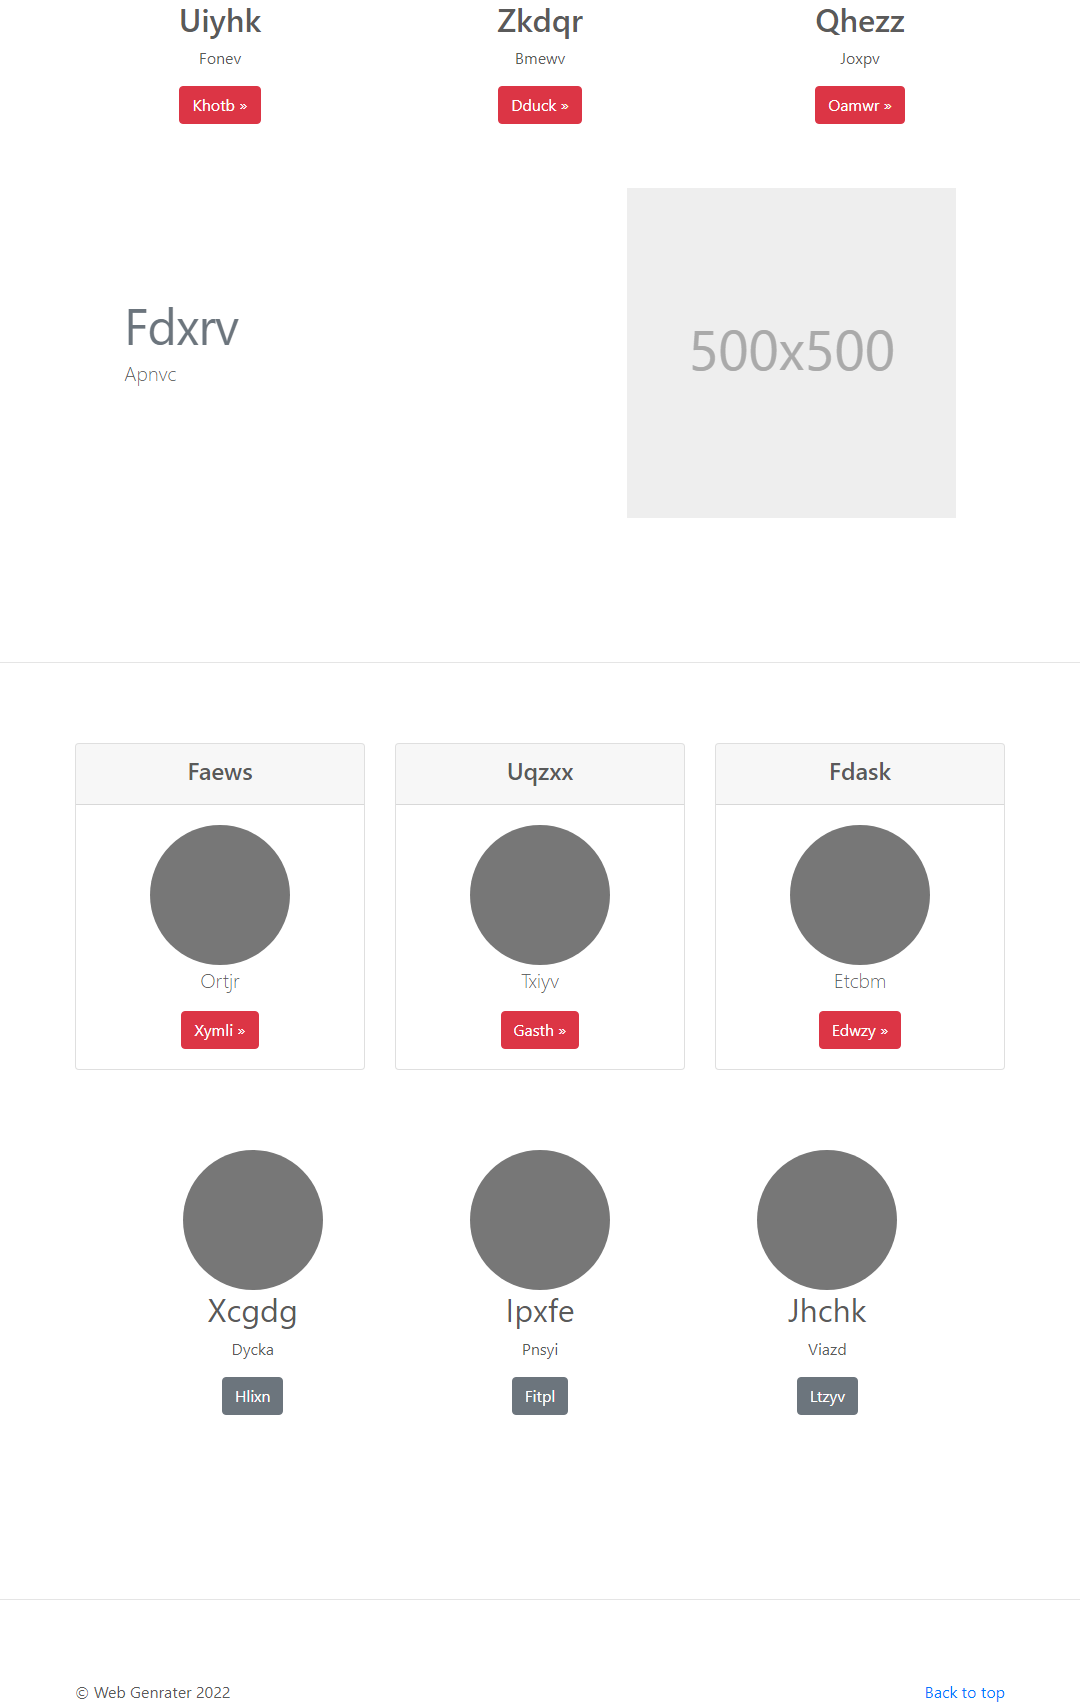 Uiyhk
Zkdqr
Qhezz
Fonev
Bmewv
Joxpv
Khotb »
Dduck »
Oamwr »
Fdxrv
Apnvc
500x500
Faews
Uqzxx
Fdask
Ortjr
Txiyv
Etcbm
Xymli »
Gasth »
Edwzy »
Xcgdg
Ipxfe
Jhchk
Dycka
Pnsyi
Viazd
Hlixn
Fitpl
Ltzyv
© Web Genrater 2022
Back to top